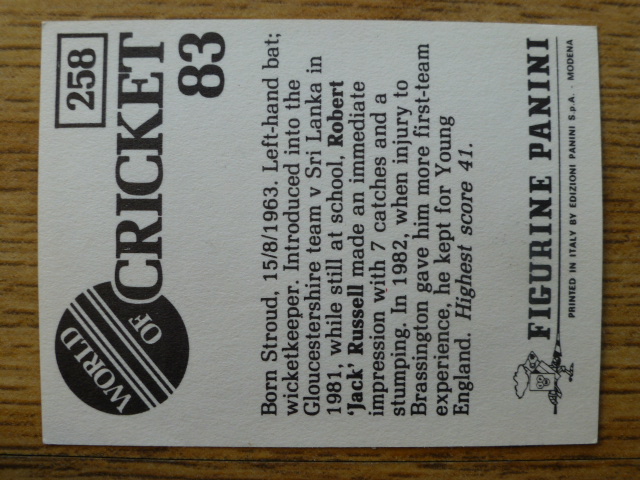 258
WORLD
OF
CRICKET
83
Born Stroud, 15/8/1963. Left-hand bat;
wicketkeeper. Introduced into the
Gloucestershire team v Sri Lanka in
1981, while still at school, Robert
'Jack' Russell made an immediate
impression with 7 catches and a
stumping. In 1982, when injury to
Brassington gave him more first-team
experience, he kept for Young
England. Highest score 41.
FIGURINE PANINI
PRINTED IN ITALY BY EDIZIONI PANINI S.p.A. - MODENA